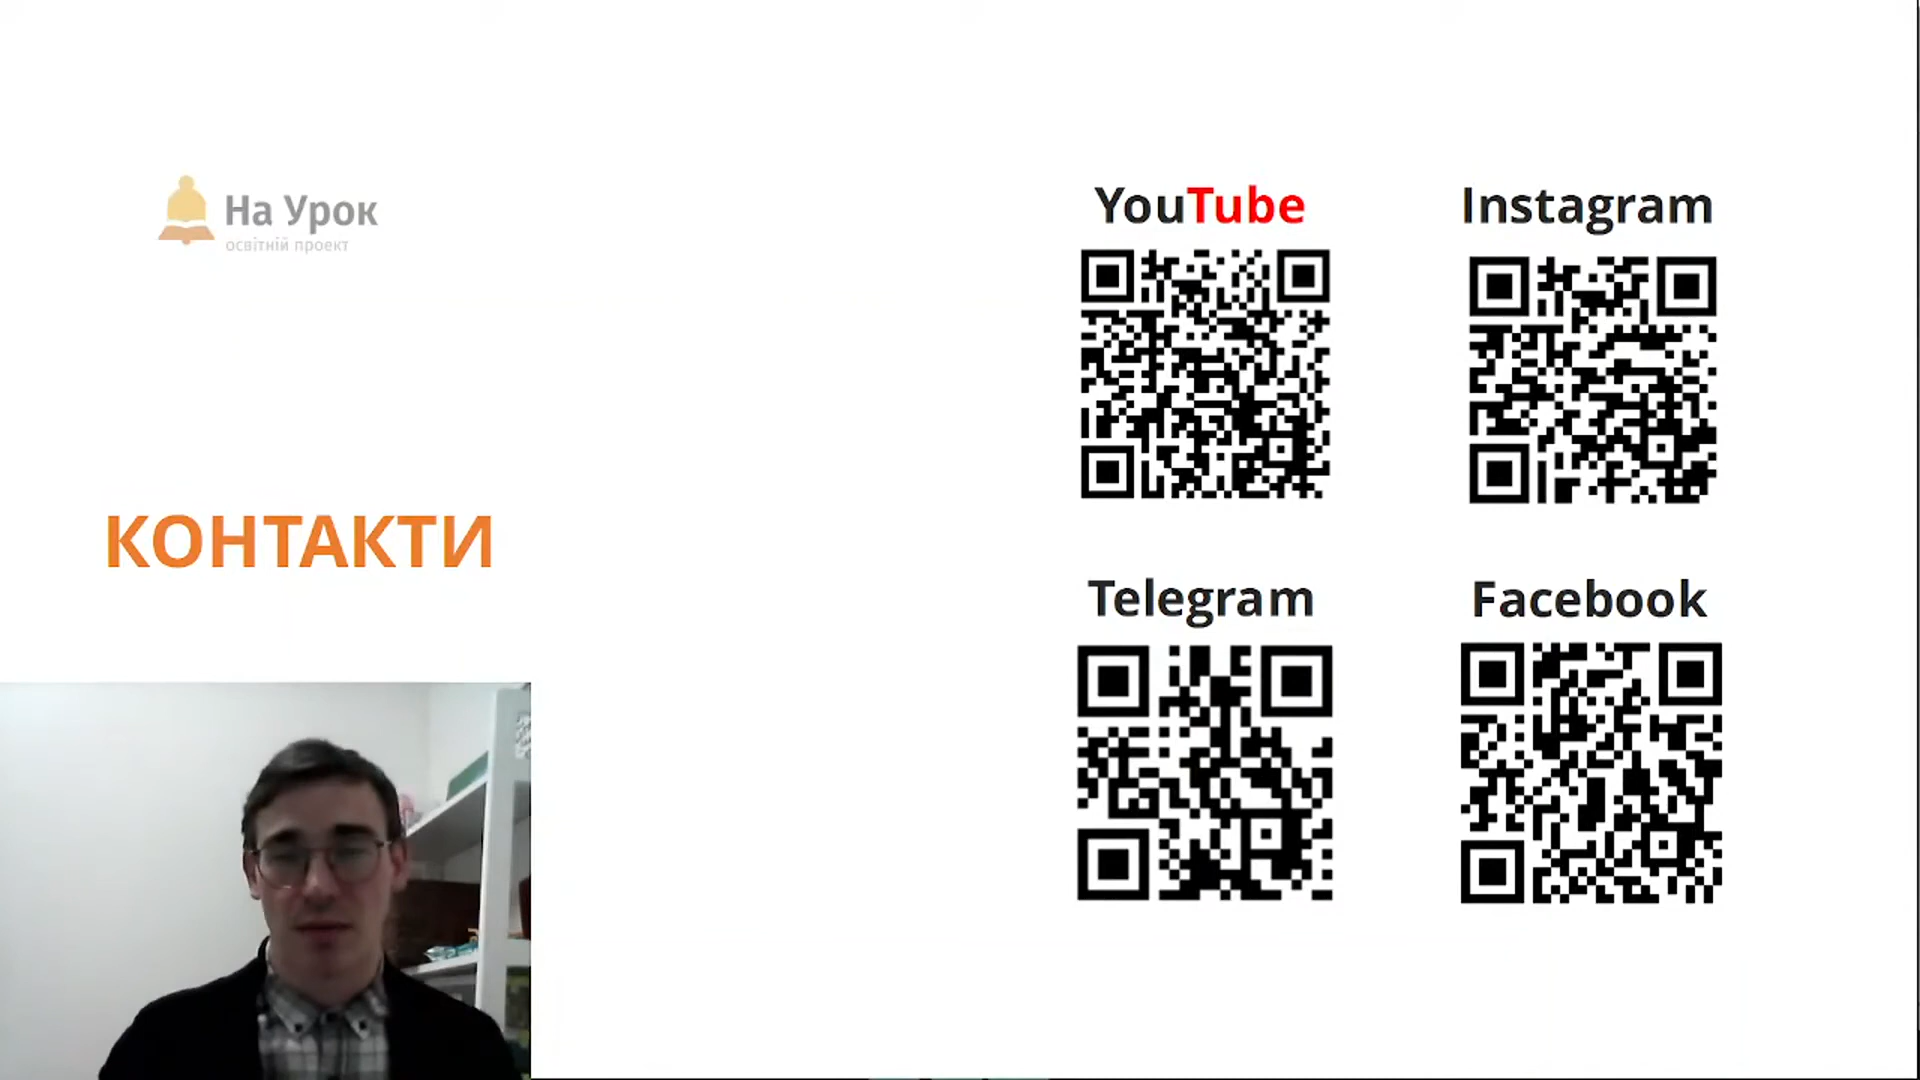 На Урок
освітній проект
YouTube
Instagram
КОНТАКТИ
Telegram
Facebook